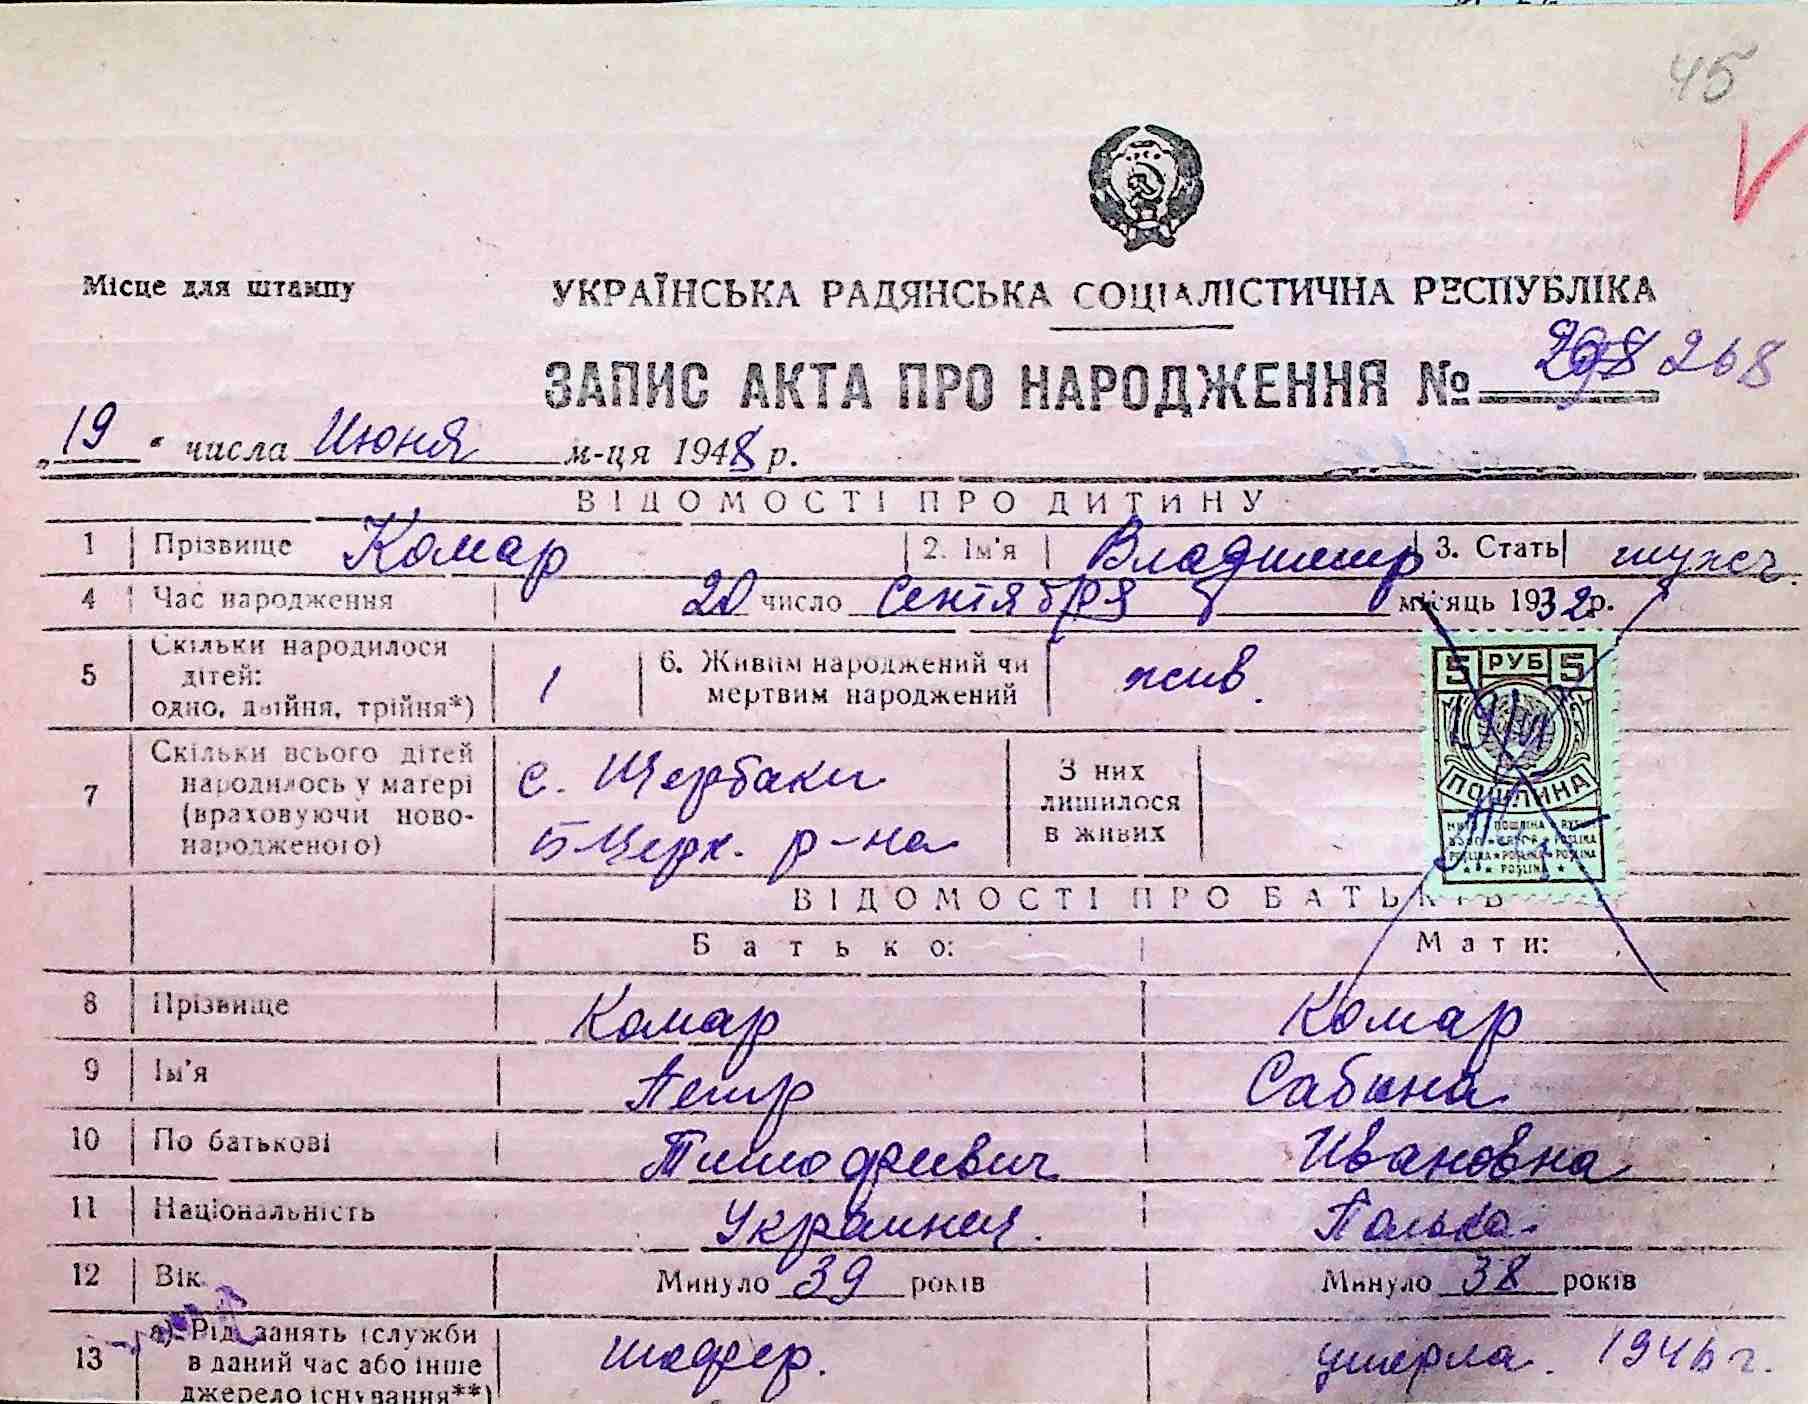 45
Місце для штампу
УКРАЇНСЬКА РАДЯНСЬКА СОЦІАЛІСТИЧНА РЕСПУБЛІКА
ЗАПИС АКТА ПРО НАРОДЖЕННЯ № 268
„19“ числа Июня м-ця 1948 р.
ВІДОМОСТІ ПРО ДИТИНУ
1 Прізвище Комар 2. Ім'я Владимир 3. Стать мужск.
4 Час народження 20 число Сентября місяць 1932 р.
5 Скільки народилося дітей: одно, двійня, трійня*) 1 6. Живим народжений чи мертвим народжений жив.
7 Скільки всього дітей народилось у матері (враховуючи новонародженого) с. Щербаки Б-Церк. р-на З них лишилося в живих
5 РУБ 5
ПОШЛИНА
ВІДОМОСТІ ПРО БАТЬКІВ
Батько: Мати:
8 Прізвище Комар Комар
9 Ім'я Петр Сабина
10 По батькові Тимофеевич Ивановна
11 Національність Украинец. Полька.
12 Вік Минуло 39 років Минуло 38 років
13 а) Рід занять (служби в даний час або інше джерело існування**) шофер. умерла. 1946 г.